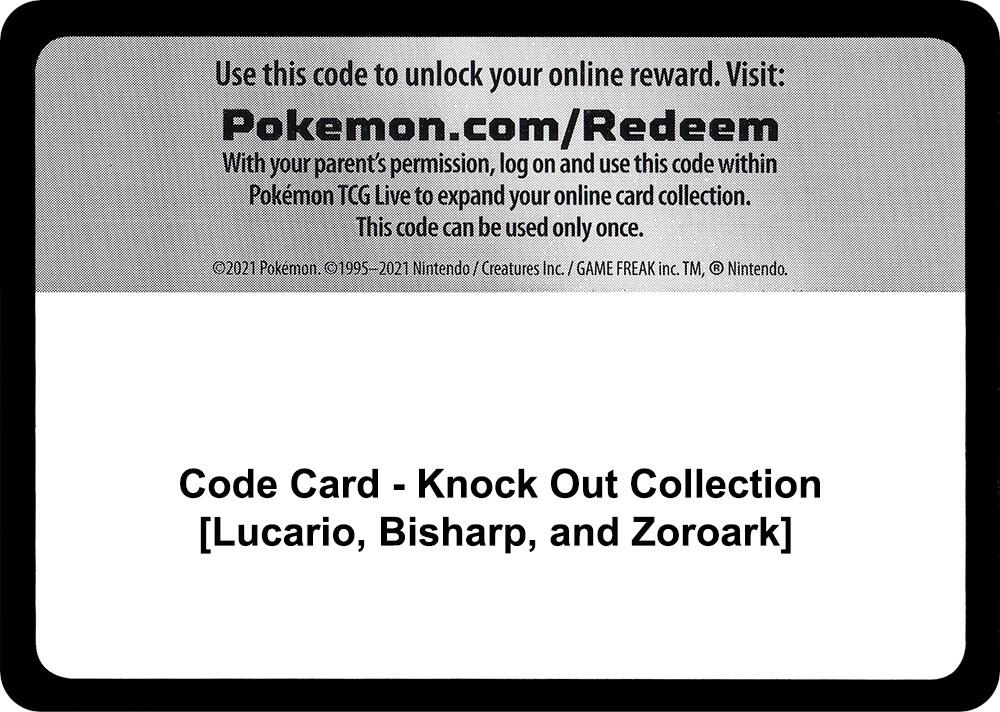 Use this code to unlock your online reward. Visit:
Pokemon.com/Redeem
With your parent's permission, log on and use this code within
Pokémon TCG Live to expand your online card collection.
This code can be used only once.
©2021 Pokémon. ©1995–2021 Nintendo / Creatures Inc. / GAME FREAK inc. TM, ® Nintendo.
Code Card - Knock Out Collection
[Lucario, Bisharp, and Zoroark]